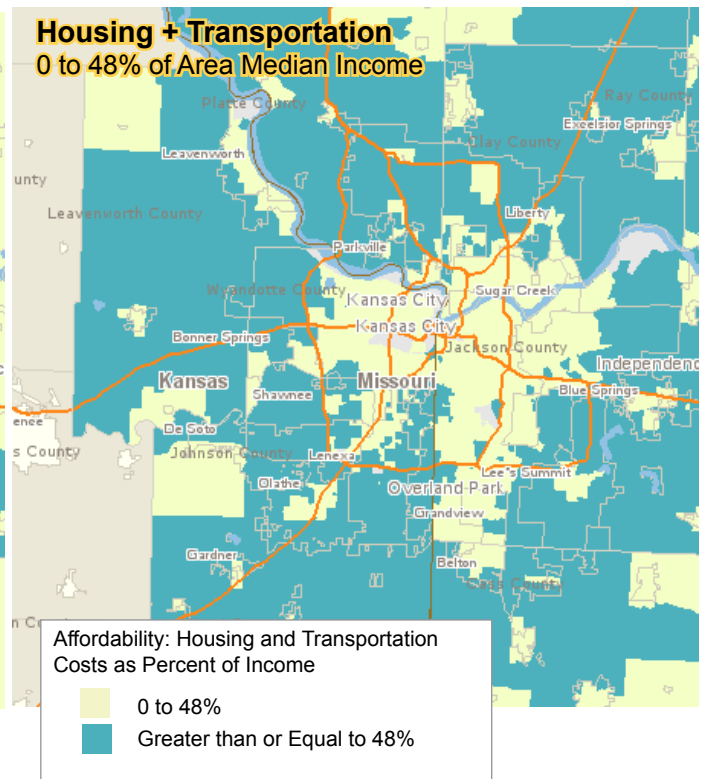 Housing + Transportation
0 to 48% of Area Median Income
Platte County
Ray County
Excelsior Springs
Clay County
Leavenworth
unty
Leavenworth County
Liberty
Parkville
Wyandotte County
Kansas City
Sugar Creek
Kansas City
Bonner Springs
Jackson County
Independenc
Kansas
Missouri
Blue Springs
Shawnee
enee
De Soto
s County
Johnson County
Lenexa
Lee's Summit
Olathe
Overland Park
Grandview
Gardner
Belton
Cass County
n Co
Affordability: Housing and Transportation
Costs as Percent of Income
0 to 48%
Greater than or Equal to 48%